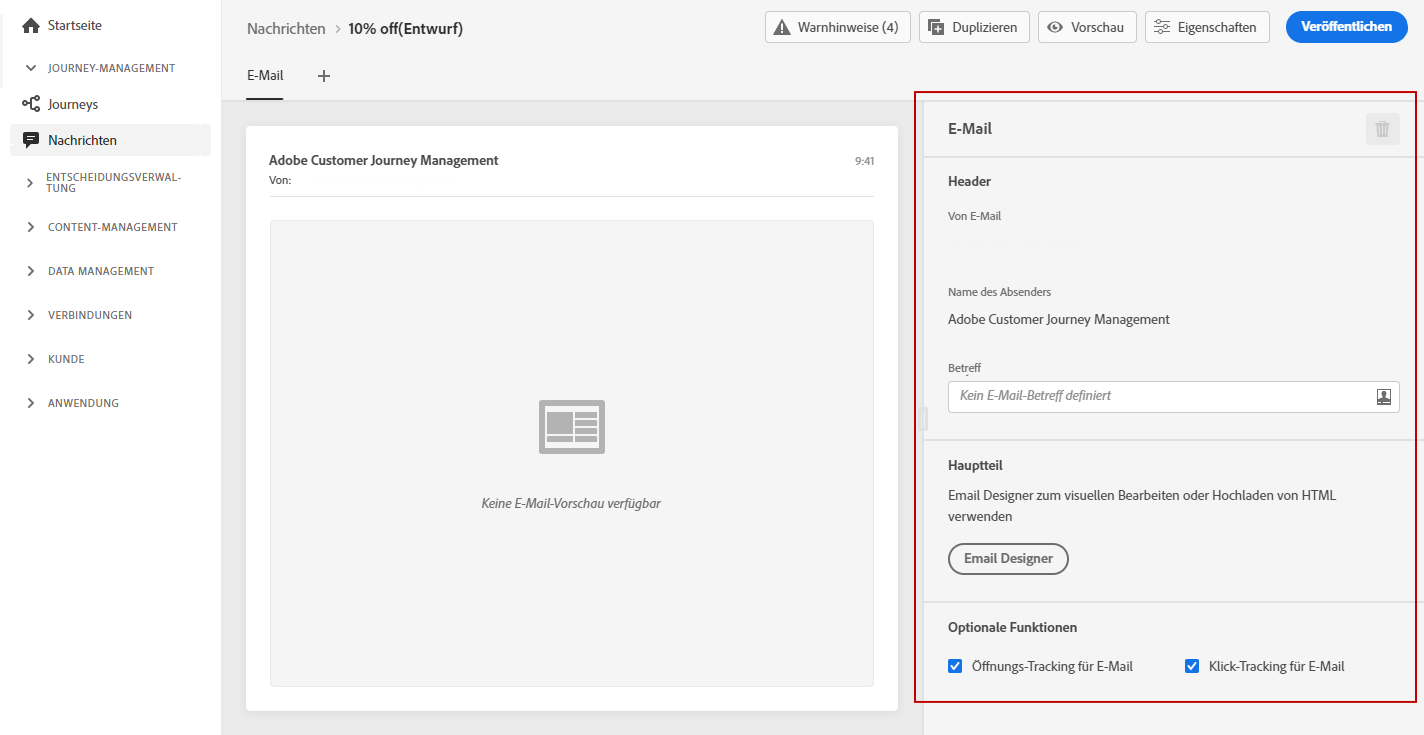 Startseite
JOURNEY-MANAGEMENT
Journeys
Nachrichten
ENTSCHEIDUNGSVERWAL-
TUNG
CONTENT-MANAGEMENT
DATA MANAGEMENT
VERBINDUNGEN
KUNDE
ANWENDUNG
Nachrichten > 10% off(Entwurf)
Warnhinweise (4)
Duplizieren
Vorschau
Eigenschaften
Veröffentlichen
E-Mail
Adobe Customer Journey Management
9:41
Von:
Keine E-Mail-Vorschau verfügbar
E-Mail
Header
Von E-Mail
Name des Absenders
Adobe Customer Journey Management
Betreff
Kein E-Mail-Betreff definiert
Hauptteil
Email Designer zum visuellen Bearbeiten oder Hochladen von HTML
verwenden
Email Designer
Optionale Funktionen
Öffnungs-Tracking für E-Mail
Klick-Tracking für E-Mail